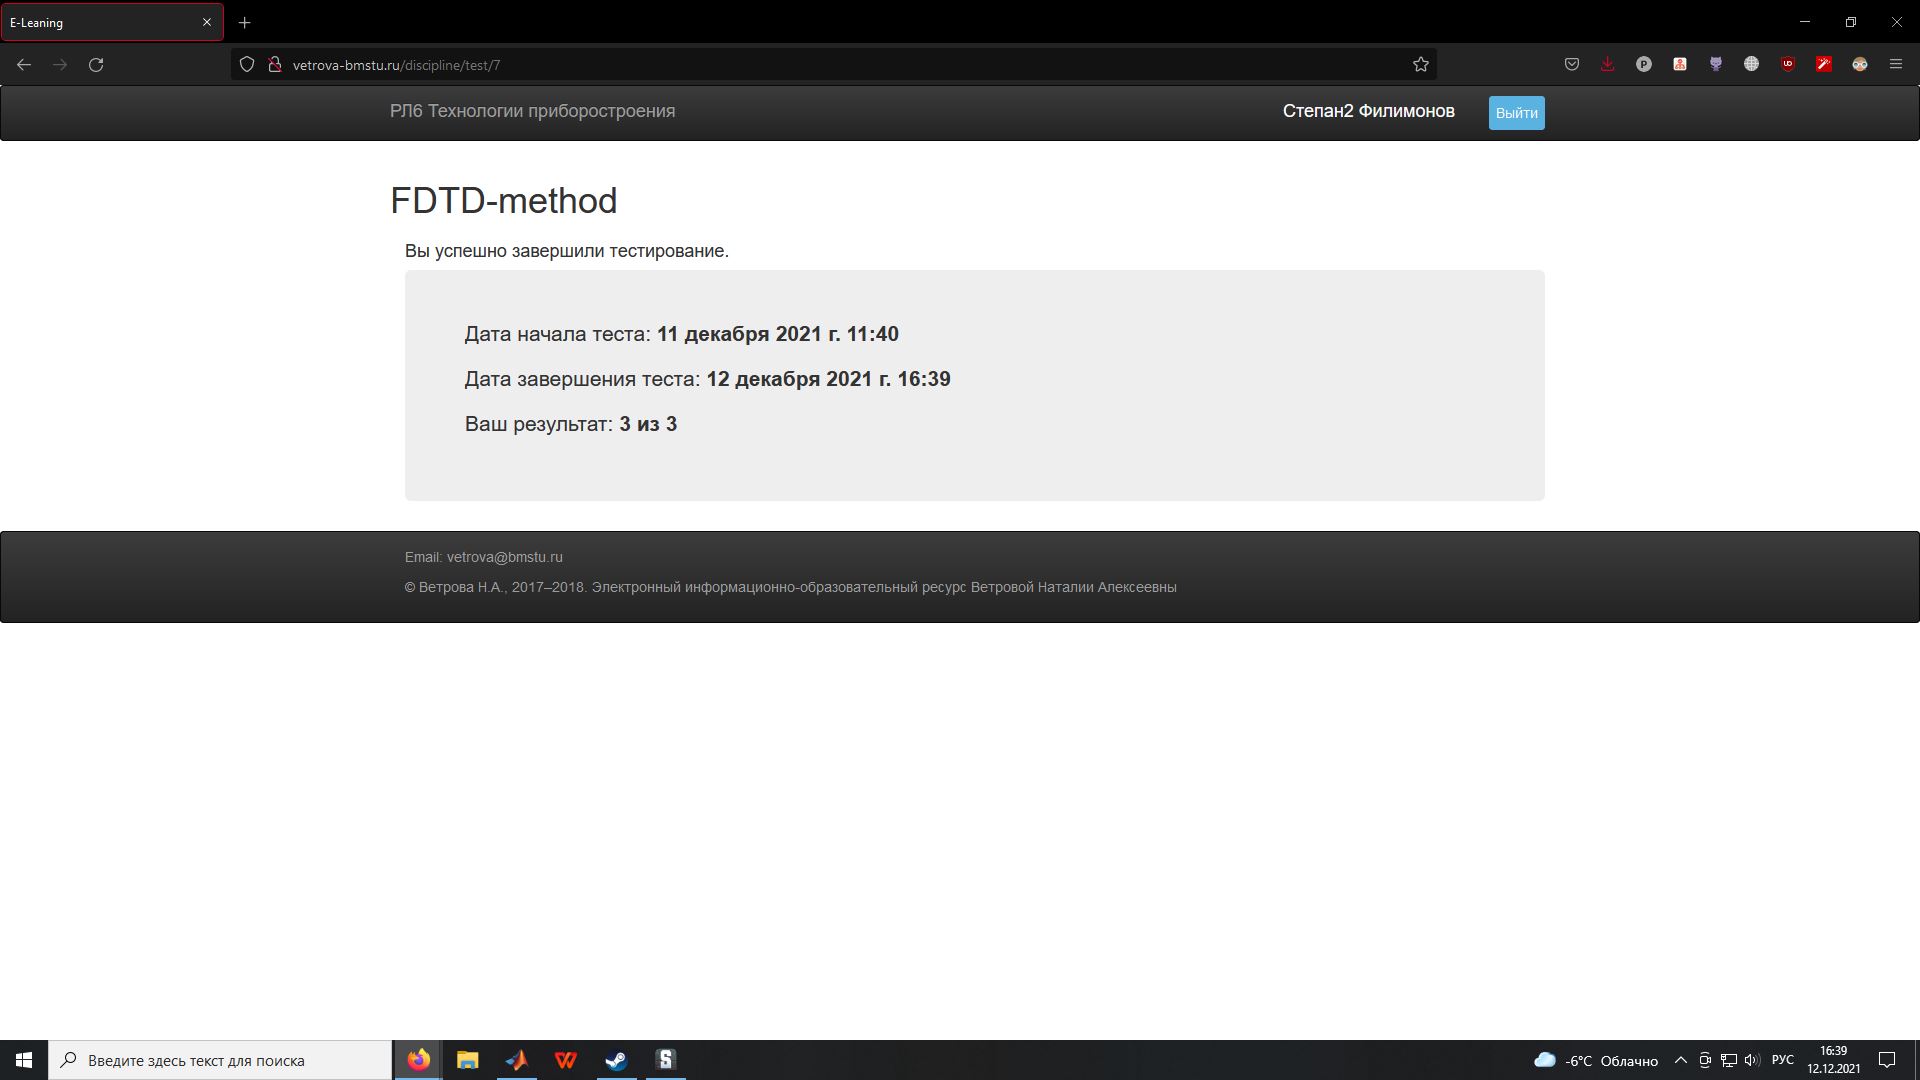 E-Leaning
vetrova-bmstu.ru/discipline/test/7
РЛ6 Технологии приборостроения
Степан2 Филимонов
Выйти
FDTD-method
Вы успешно завершили тестирование.
Дата начала теста: 11 декабря 2021 г. 11:40
Дата завершения теста: 12 декабря 2021 г. 16:39
Ваш результат: 3 из 3
Email: vetrova@bmstu.ru
© Ветрова Н.А., 2017–2018. Электронный информационно-образовательный ресурс Ветровой Наталии Алексеевны
Введите здесь текст для поиска
-6°C Облачно
РУС
16:39
12.12.2021